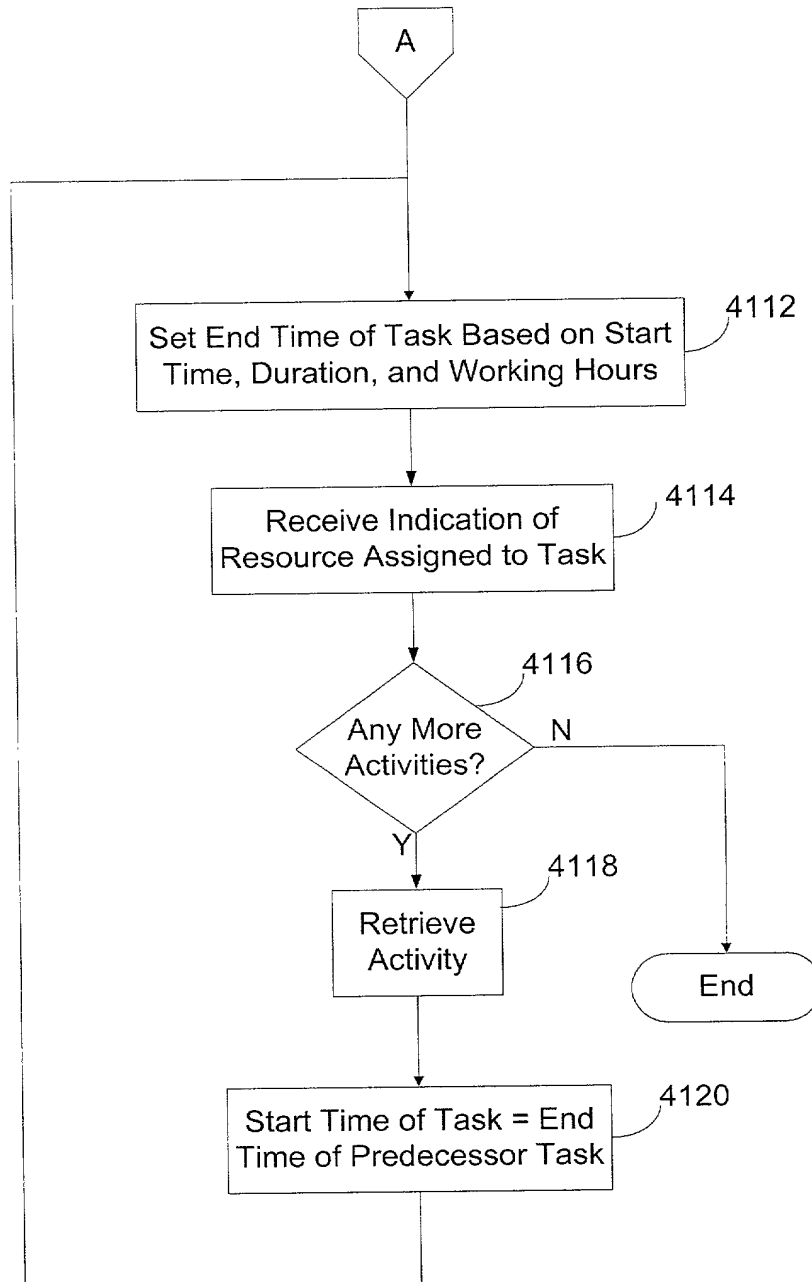 A
4112
Set End Time of Task Based on Start
Time, Duration, and Working Hours
4114
Receive Indication of
Resource Assigned to Task
4116
Any More
Activities?
N
Y
4118
Retrieve
Activity
End
4120
Start Time of Task = End
Time of Predecessor Task